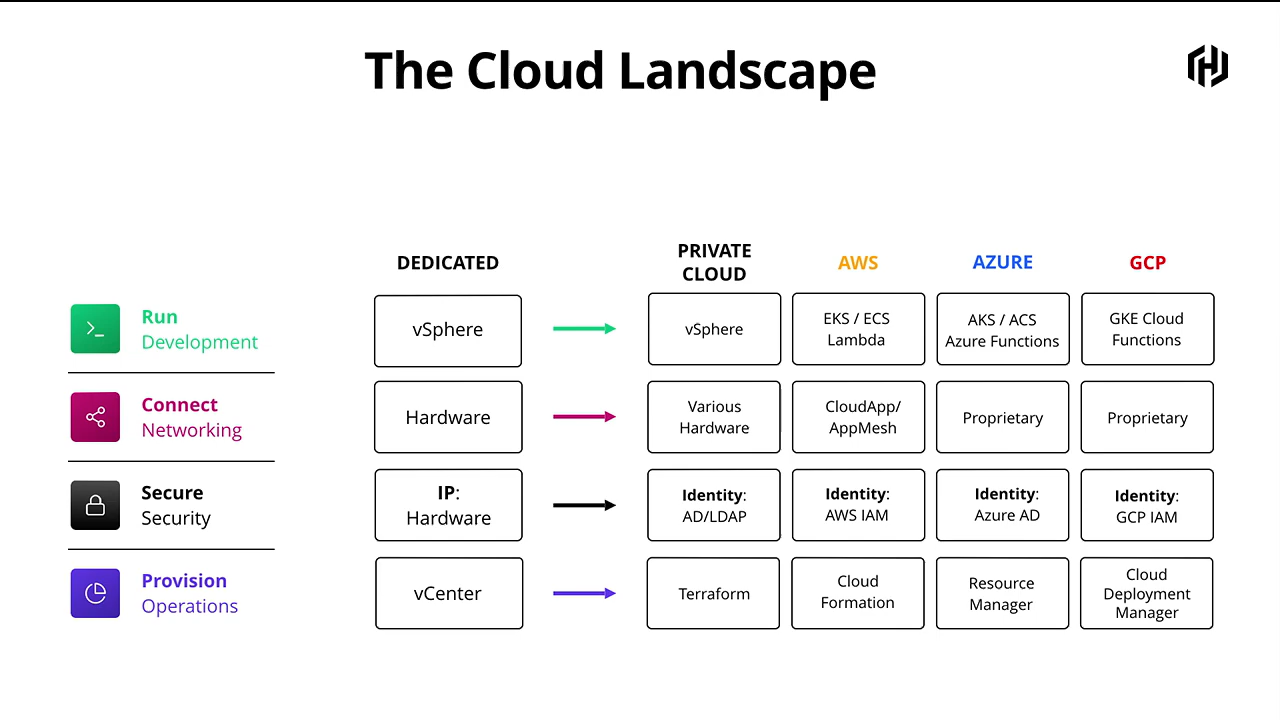 The Cloud Landscape
DEDICATED
PRIVATE
CLOUD
AWS
AZURE
GCP
Run
Development
vSphere
vSphere
EKS / ECS
Lambda
AKS / ACS
Azure Functions
GKE Cloud
Functions
Connect
Networking
Hardware
Various
Hardware
CloudApp/
AppMesh
Proprietary
Proprietary
Secure
Security
IP:
Hardware
Identity:
AD/LDAP
Identity:
AWS IAM
Identity:
Azure AD
Identity:
GCP IAM
Provision
Operations
vCenter
Terraform
Cloud
Formation
Resource
Manager
Cloud
Deployment
Manager